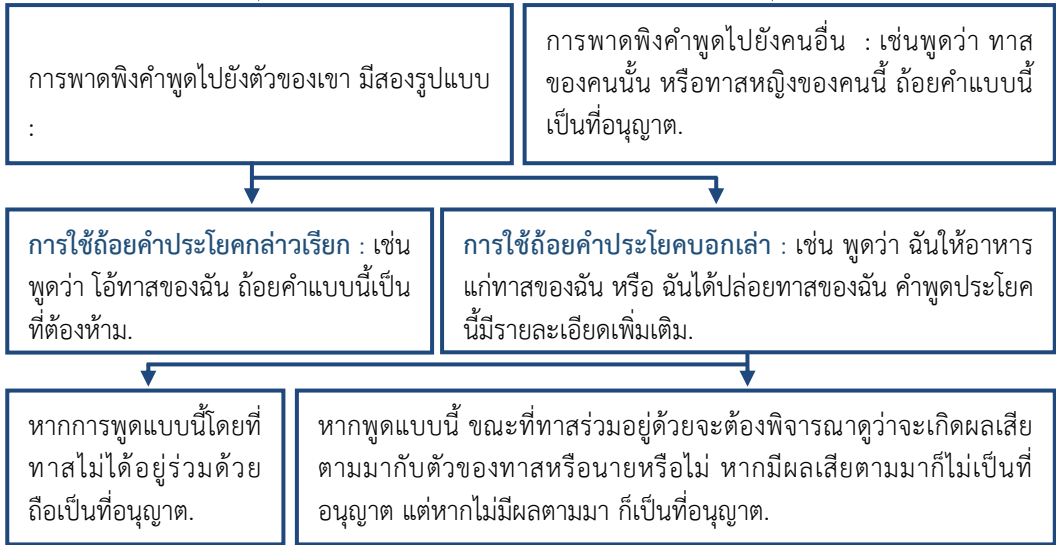 การพาดพิงคำพูดไปยังตัวของเขา มีสองรูปแบบ
:
การพาดพิงคำพูดไปยังคนอื่น : เช่นพูดว่า ทาส
ของคนนั้น หรือทาสหญิงของคนนี้ ถ้อยคำแบบนี้
เป็นที่อนุญาต.
การใช้ถ้อยคำประโยคกล่าวเรียก : เช่น
พูดว่า โอ้ทาสของฉัน ถ้อยคำแบบนี้เป็น
ที่ต้องห้าม.
การใช้ถ้อยคำประโยคบอกเล่า : เช่น พูดว่า ฉันให้อาหาร
แก่ทาสของฉัน หรือ ฉันได้ปล่อยทาสของฉัน คำพูดประโยค
นี้มีรายละเอียดเพิ่มเติม.
หากการพูดแบบนี้โดยที่
ทาสไม่ได้อยู่ร่วมด้วย
ถือเป็นที่อนุญาต.
หากพูดแบบนี้ ขณะที่ทาสร่วมอยู่ด้วยจะต้องพิจารณาดูว่าจะเกิดผลเสีย
ตามมากับตัวของทาสหรือนายหรือไม่ หากมีผลเสียตามมาก็ไม่เป็นที่
อนุญาต แต่หากไม่มีผลตามมา ก็เป็นที่อนุญาต.